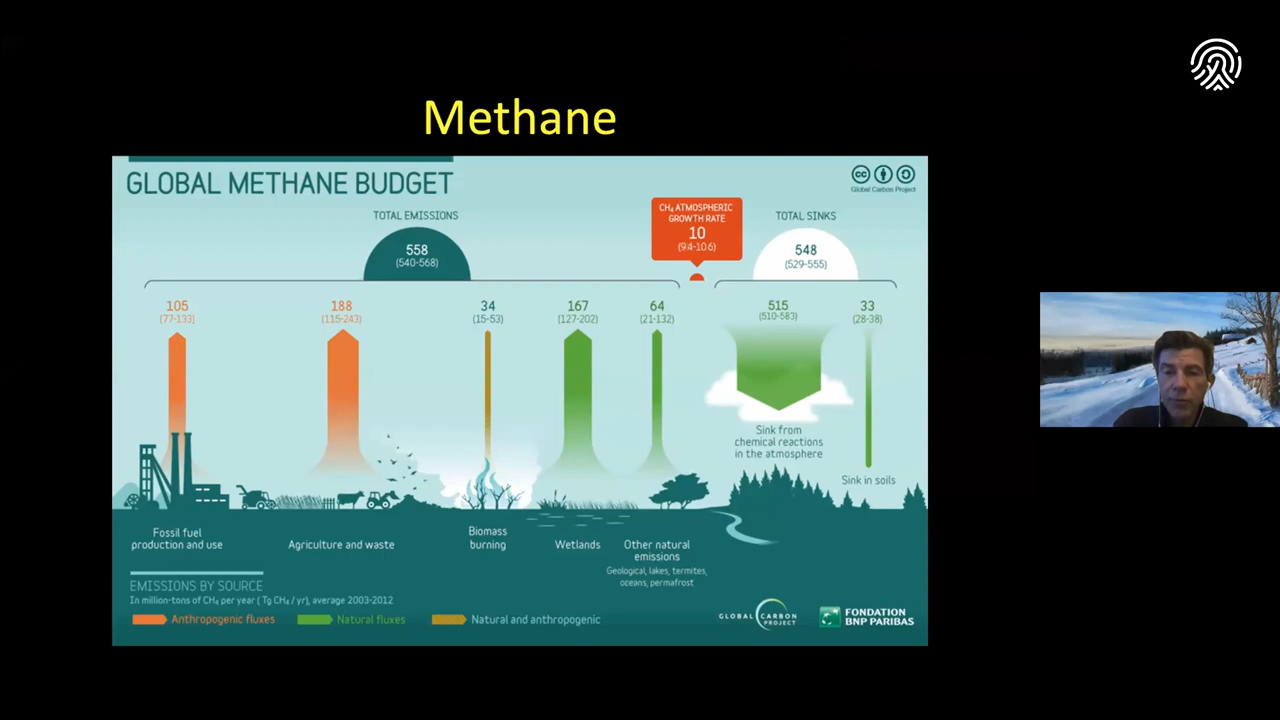 Methane
GLOBAL METHANE BUDGET
cc
Global Carbon Project
TOTAL EMISSIONS
558
(540-568)
CH₄ ATMOSPHERIC
GROWTH RATE
10
(9.4-10.6)
TOTAL SINKS
548
(529-555)
105
(77-133)
188
(115-243)
34
(15-53)
167
(127-202)
64
(21-132)
515
(510-583)
33
(28-38)
Sink from
chemical reactions
in the atmosphere
Sink in soils
Fossil fuel
production and use
Agriculture and waste
Biomass
burning
Wetlands
Other natural
emissions
Geological, lakes, termites,
oceans, permafrost
EMISSIONS BY SOURCE
In million-tons of CH₄ per year ( Tg CH₄ / yr), average 2003-2012
Anthropogenic fluxes
Natural fluxes
Natural and anthropogenic
GLOBAL CARBON
PROJECT
FONDATION
BNP PARIBAS